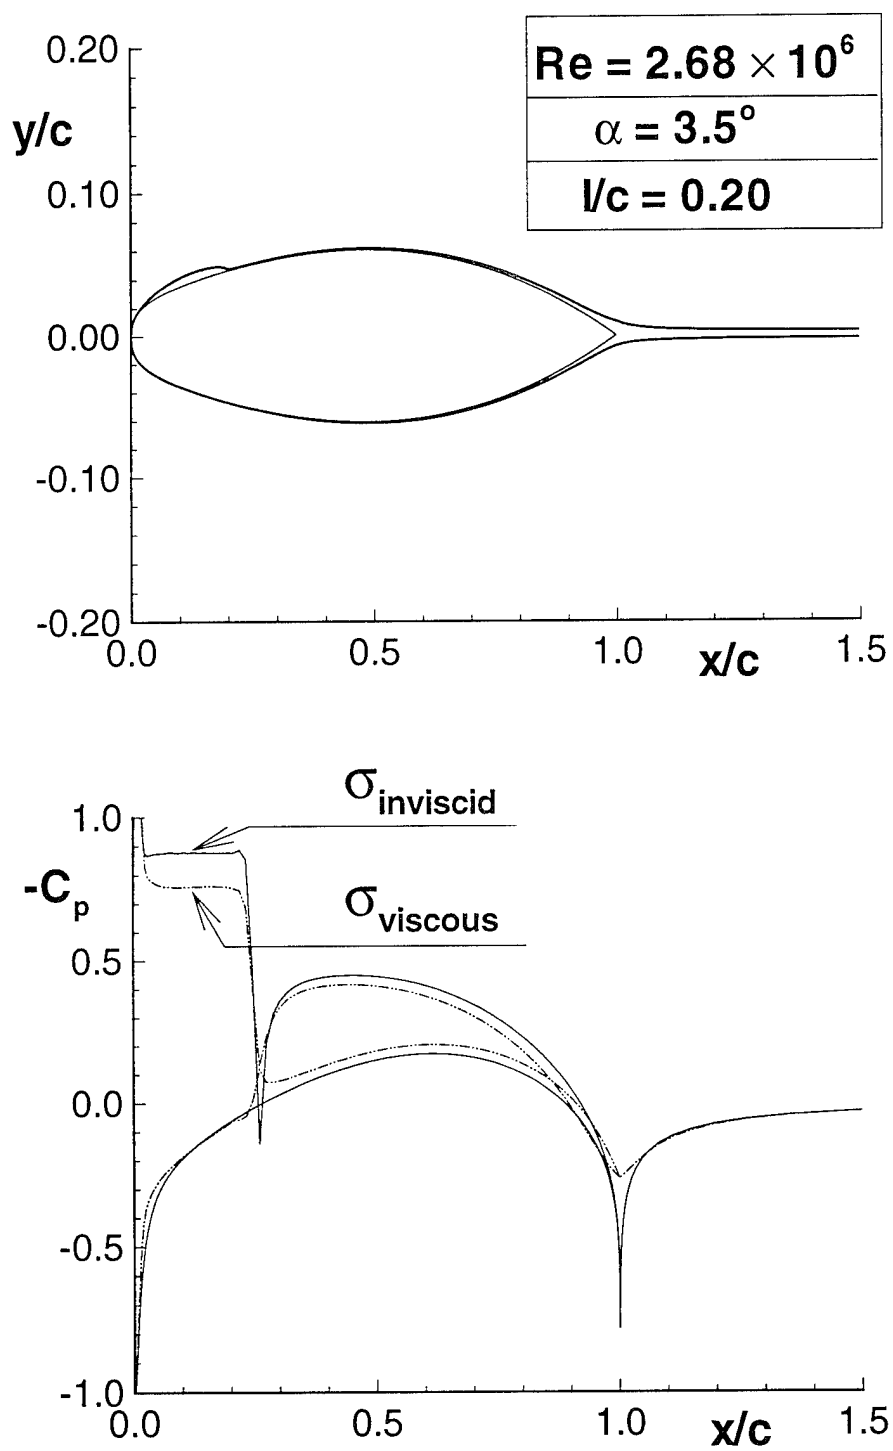 Re = 2.68 × 10⁶
α = 3.5°
l/c = 0.20
0.20
y/c
0.10
0.00
-0.10
-0.20
0.0 0.5 1.0 x/c 1.5
σ inviscid
1.0
-Cₚ
σ viscous
0.5
0.0
-0.5
-1.0
0.0 0.5 1.0 x/c 1.5